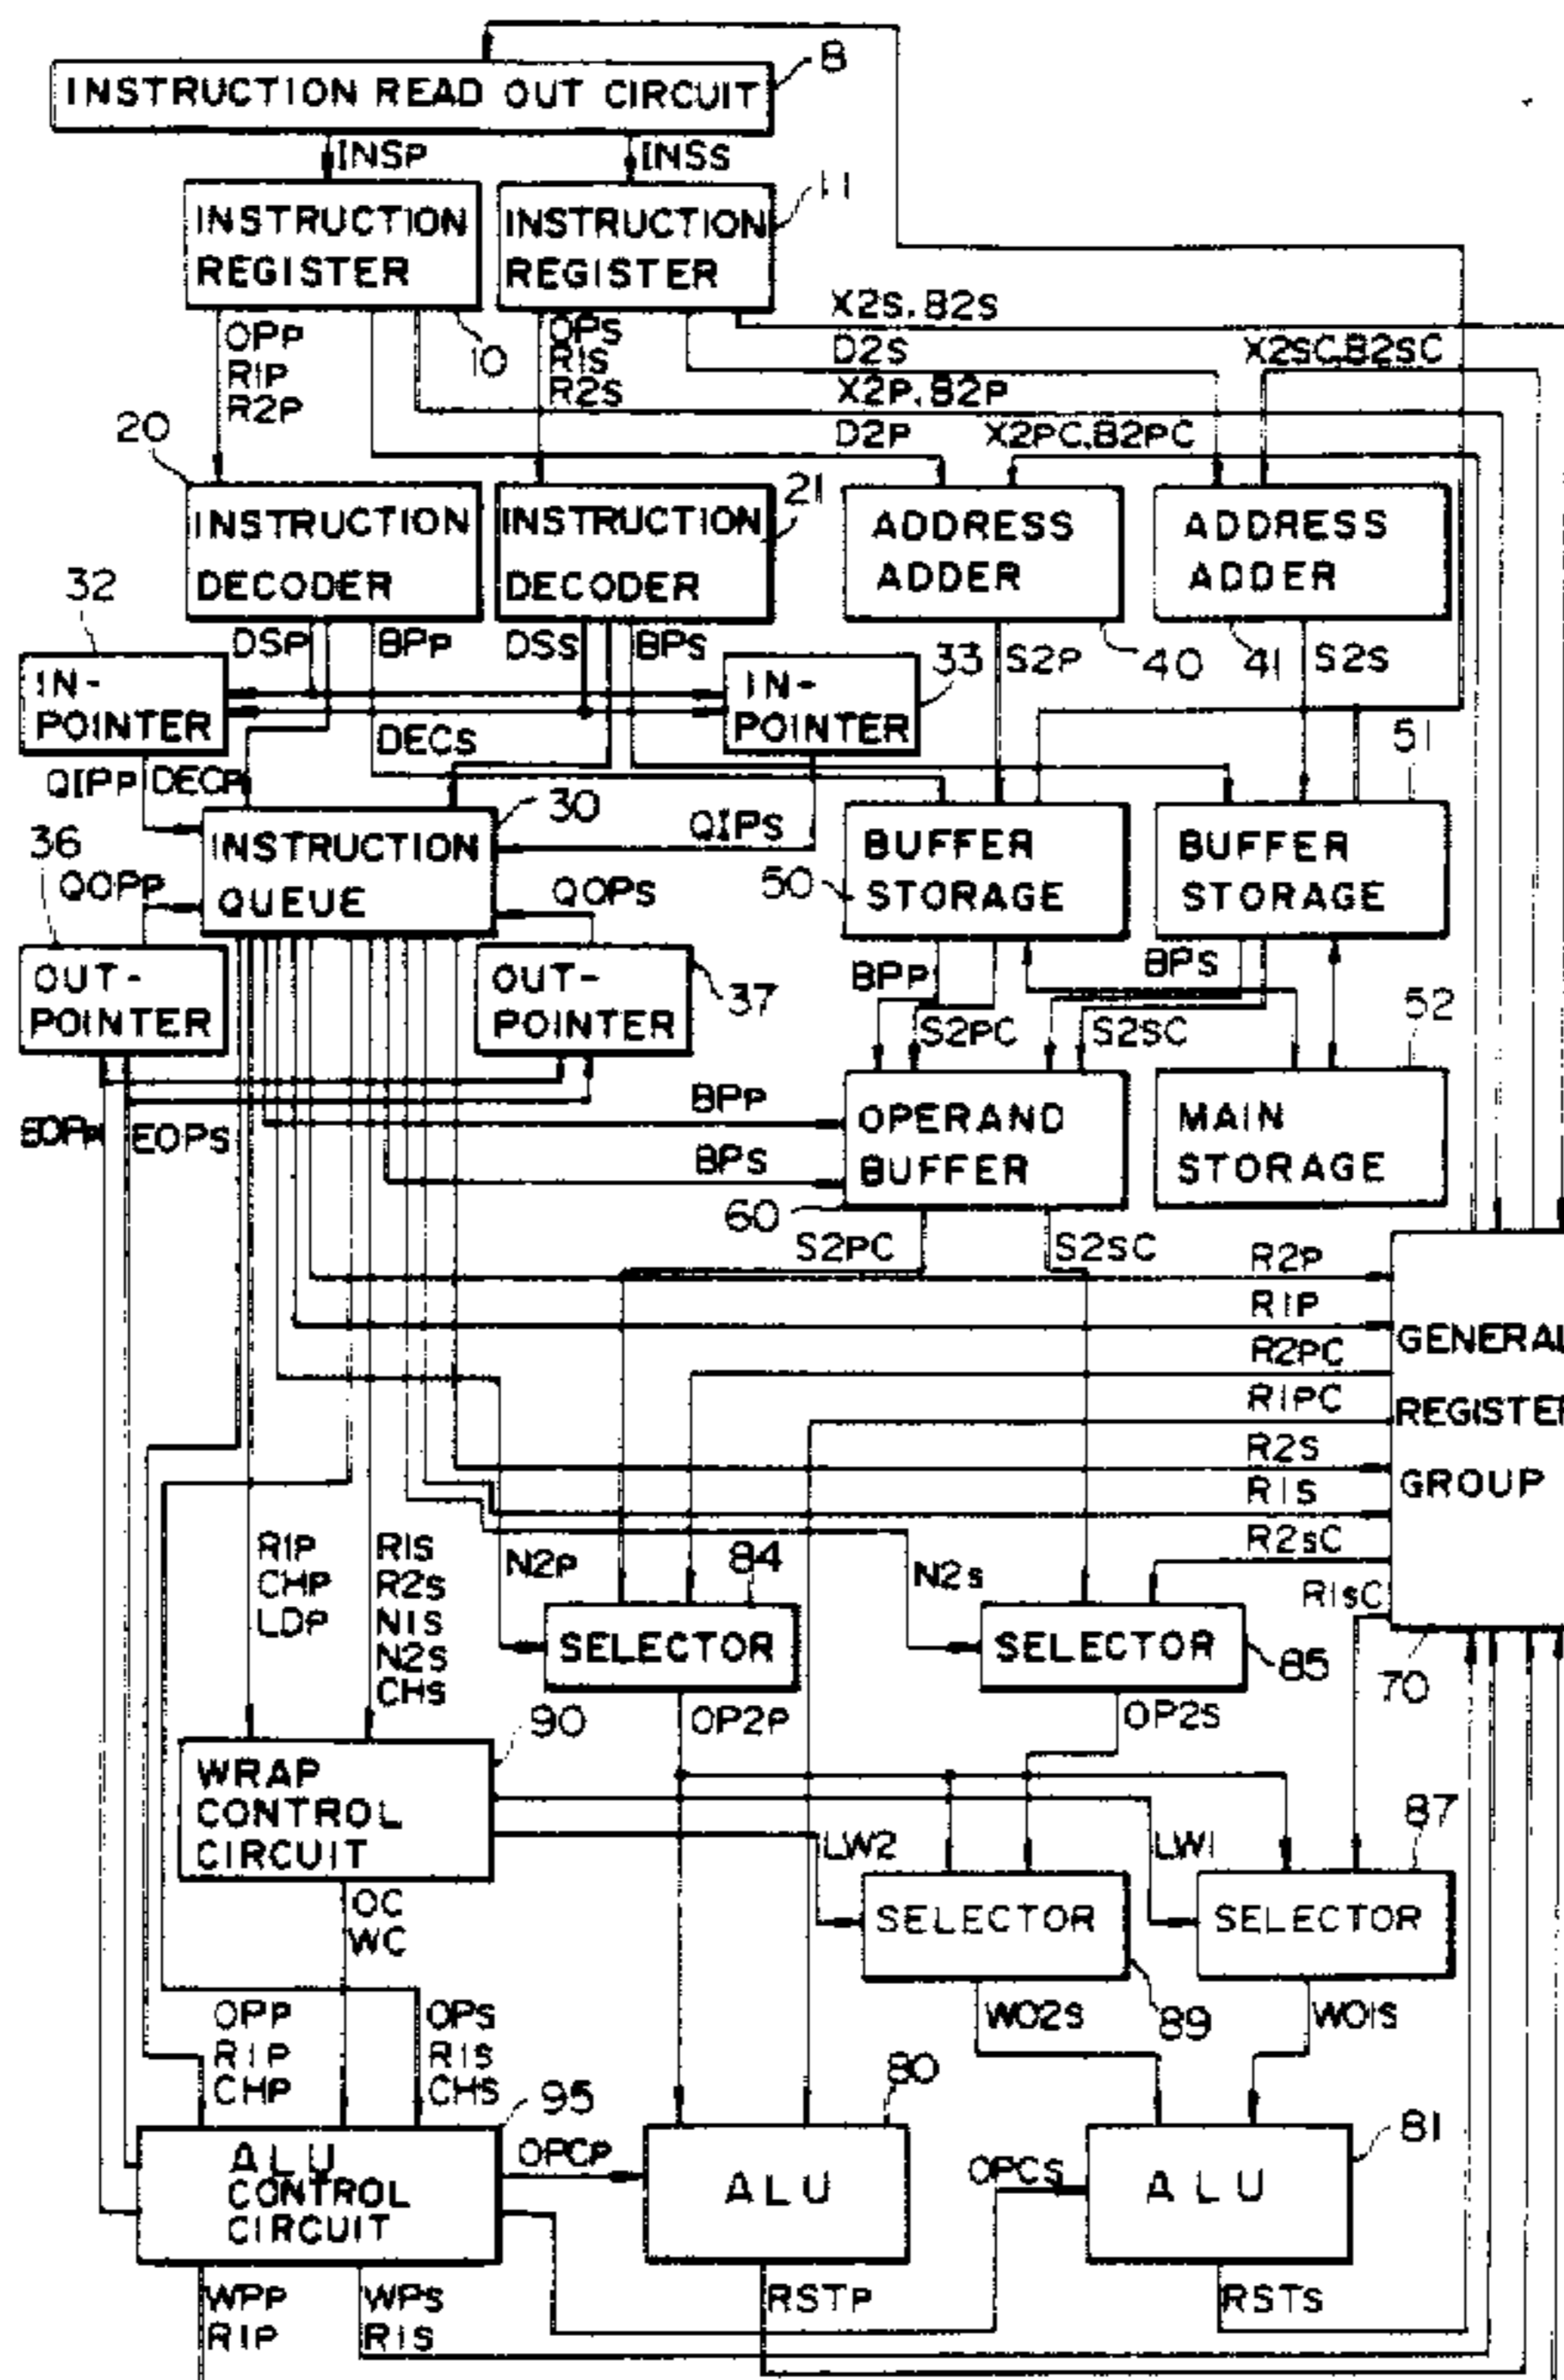 8
INSTRUCTION READ OUT CIRCUIT
INSP
INSS
11
INSTRUCTION
REGISTER
INSTRUCTION
REGISTER
10
OPP
R1P
R2P
OPS
R1S
R2S
X2S.B2S
D2S
X2P.B2P
D2P
X2SC.B2SC
X2PC.B2PC
20
21
INSTRUCTION
DECODER
INSTRUCTION
DECODER
ADDRESS
ADDER
ADDRESS
ADDER
32
DSP
BPP
DSS
BPS
33
S2P
40
41
S2S
IN-
POINTER
IN-
POINTER
DECS
51
QIPP
DECP
30
QIPS
INSTRUCTION
QUEUE
BUFFER
STORAGE
BUFFER
STORAGE
50
36
QOPP
QOPS
OUT-
POINTER
OUT-
POINTER
37
BPP
BPS
S2PC
S2SC
52
EOPS
BPP
BPS
OPERAND
BUFFER
MAIN
STORAGE
60
S2PC
S2SC
R2P
R1P
R2PC
R1PC
R2S
R1S
R2SC
R1SC
GENERAL
REGISTER
GROUP
70
R1P
CHP
LDP
R1S
R2S
N1S
N2S
CHS
N2P
84
N2S
SELECTOR
SELECTOR
85
OP2P
OP2S
90
WRAP
CONTROL
CIRCUIT
LW2
LW1
87
SELECTOR
SELECTOR
89
OC
WC
WO2S
WO1S
OPP
R1P
CHP
OPS
R1S
CHS
95
80
81
ALU
CONTROL
CIRCUIT
OPCP
ALU
OPCS
ALU
WPP
R1P
WPS
R1S
RSTP
RSTS